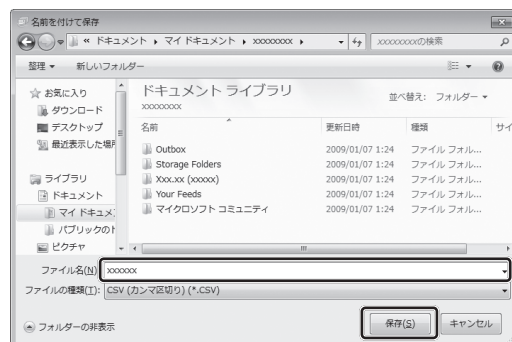 名前を付けて保存
« ドキュメント ▸ マイ ドキュメント ▸ xxxxxxxx ▸
xxxxxxxxの検索
整理 ▼ 新しいフォルダー
お気に入り
ダウンロード
デスクトップ
最近表示した場所
ライブラリ
ドキュメント
マイ ドキュメ
パブリックのト
ピクチャ
ドキュメント ライブラリ
xxxxxxxx
並べ替え: フォルダー ▼
名前 更新日時 種類 サイ
Outbox 2009/01/07 1:24 ファイル フォル...
Storage Folders 2009/01/07 1:24 ファイル フォル...
Xxx.xx (xxxxx) 2009/01/07 1:24 ファイル フォル...
Your Feeds 2009/01/07 1:24 ファイル フォル...
マイクロソフト コミュニティ 2009/01/07 1:24 ファイル フォル...
ファイル名(N): xxxxxx
ファイルの種類(T): CSV (カンマ区切り) (*.CSV)
フォルダーの非表示
保存(S)
キャンセル